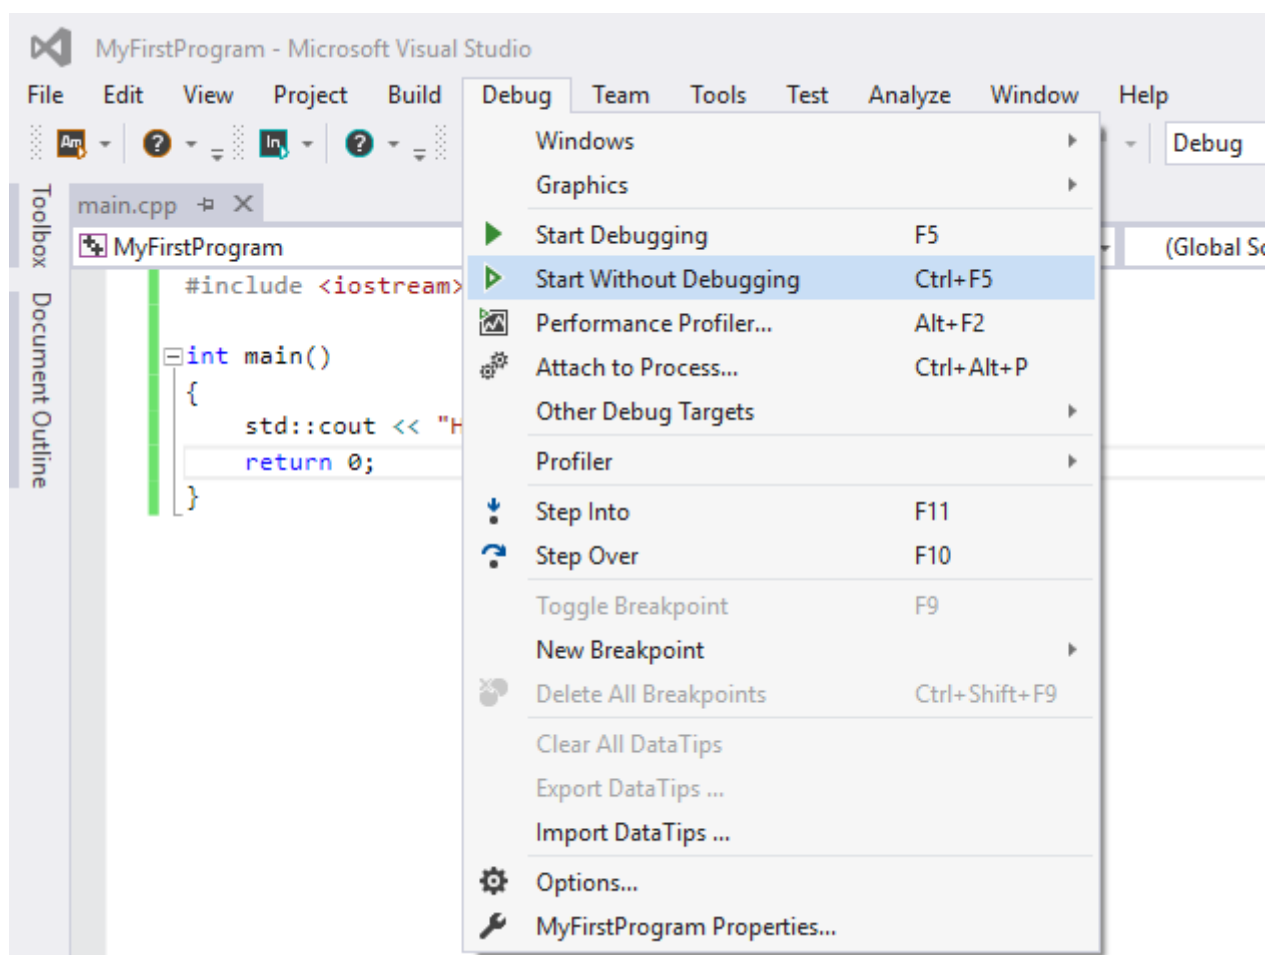 MyFirstProgram - Microsoft Visual Studio
File Edit View Project Build Debug Team Tools Test Analyze Window Help
Am ? In ? Debug
Toolbox
Document Outline
main.cpp
MyFirstProgram
(Global
#include <iostream>
int main()
{
std::cout << "H
return 0;
}
Windows
Graphics
Start Debugging F5
Start Without Debugging Ctrl+F5
Performance Profiler... Alt+F2
Attach to Process... Ctrl+Alt+P
Other Debug Targets
Profiler
Step Into F11
Step Over F10
Toggle Breakpoint F9
New Breakpoint
Delete All Breakpoints Ctrl+Shift+F9
Clear All DataTips
Export DataTips ...
Import DataTips ...
Options...
MyFirstProgram Properties...